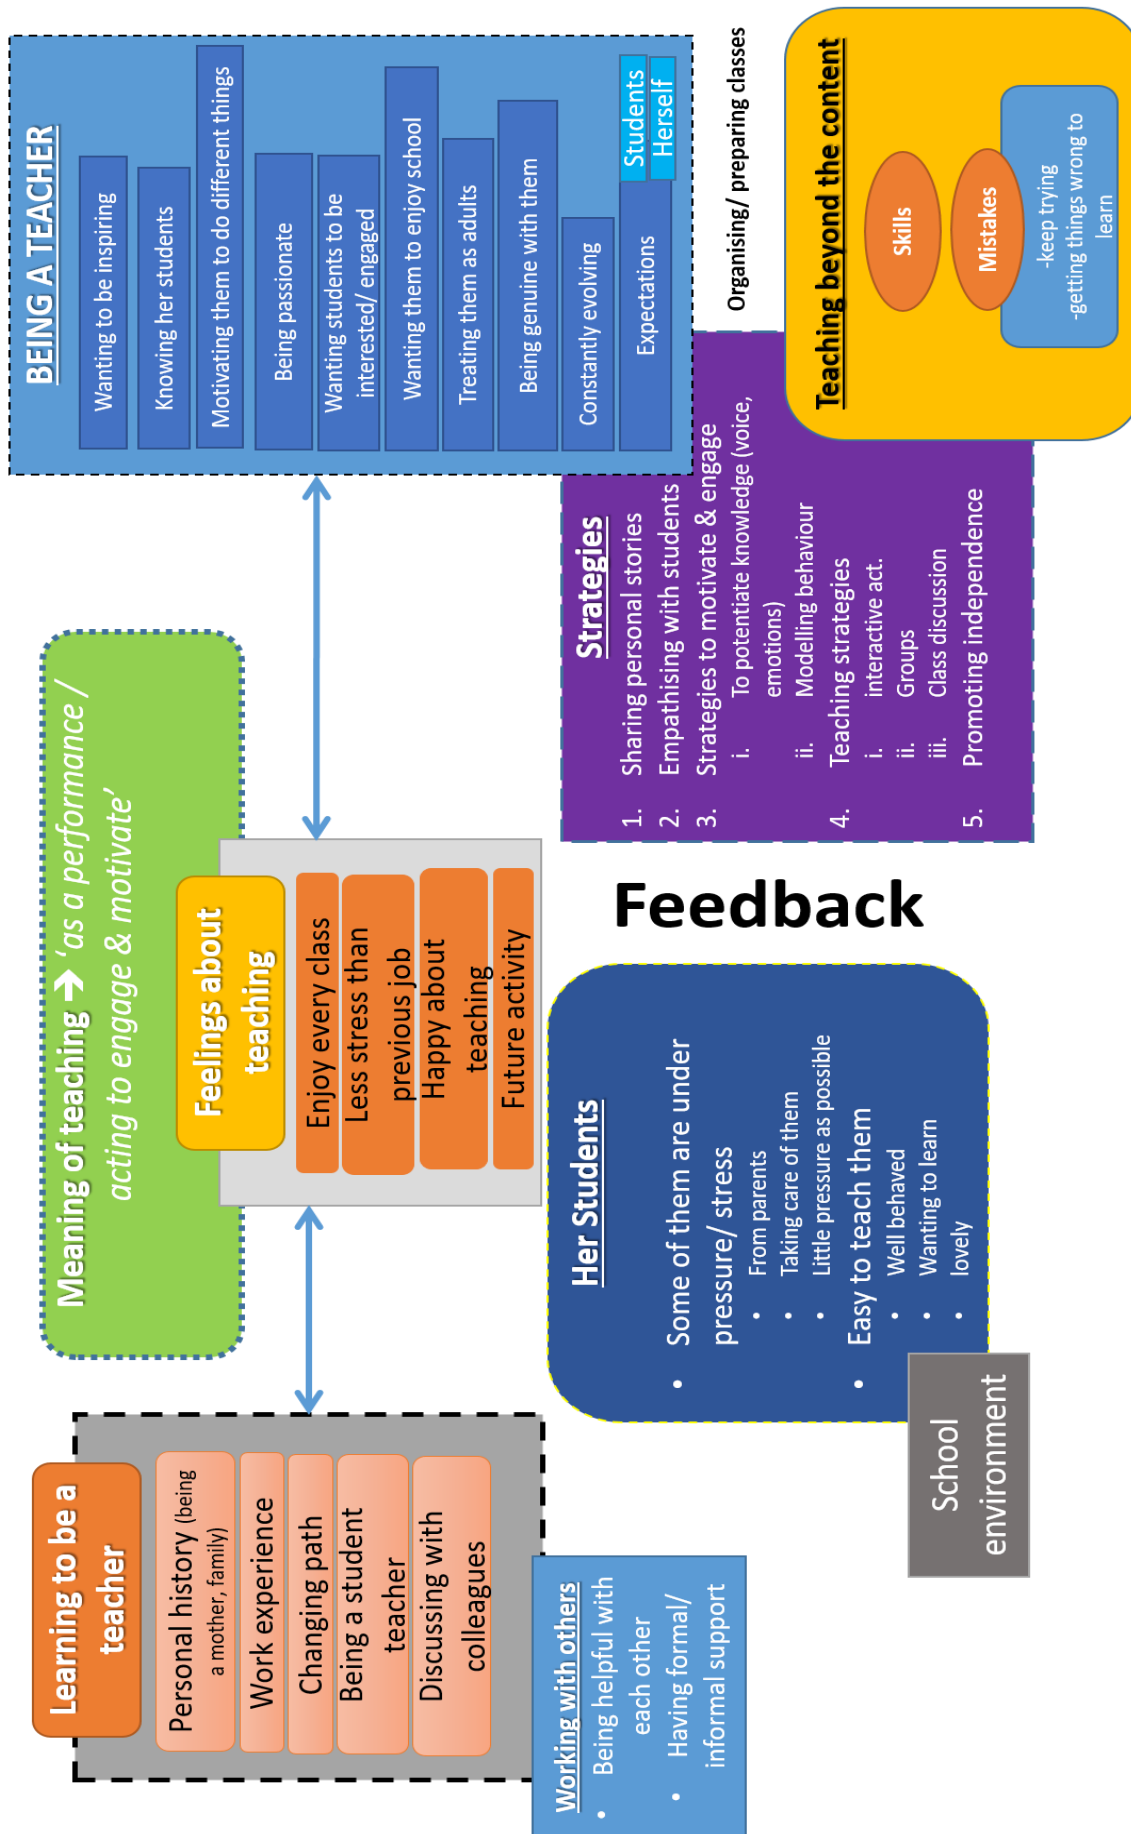 Learning to be a
teacher
Personal history (being
a mother, family)
Work experience
Changing path
Being a student
teacher
Discussing with
colleagues
Working with others
• Being helpful with
each other
• Having formal/
informal support
Meaning of teaching → ‘as a performance /
acting to engage & motivate’
Feelings about
teaching
Enjoy every class
Less stress than
previous job
Happy about
teaching
Future activity
BEING A TEACHER
Wanting to be inspiring
Knowing her students
Motivating them to do different things
Being passionate
Wanting students to be
interested/ engaged
Wanting them to enjoy school
Treating them as adults
Being genuine with them
Constantly evolving
Expectations
Students
Herself
Her Students
• Some of them are under
pressure/ stress
• From parents
• Taking care of them
• Little pressure as possible
• Easy to teach them
• Well behaved
• Wanting to learn
• lovely
School
environment
Feedback
Strategies
1. Sharing personal stories
2. Empathising with students
3. Strategies to motivate & engage
i. To potentiate knowledge (voice,
emotions)
ii. Modelling behaviour
4. Teaching strategies
i. interactive act.
ii. Groups
iii. Class discussion
5. Promoting independence
Organising/ preparing classes
Teaching beyond the content
Skills
Mistakes
-keep trying
-getting things wrong to
learn